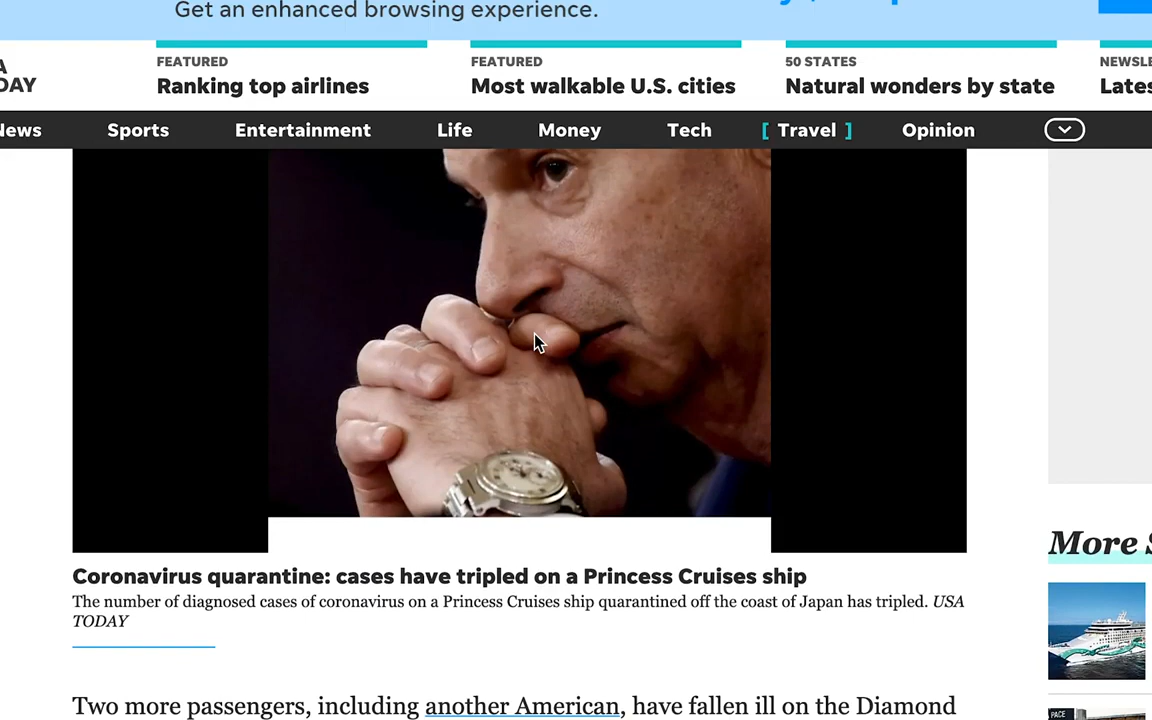 Get an enhanced browsing experience.
FEATURED
Ranking top airlines
FEATURED
Most walkable U.S. cities
50 STATES
Natural wonders by state
News Sports Entertainment Life Money Tech [ Travel ] Opinion
Coronavirus quarantine: cases have tripled on a Princess Cruises ship
The number of diagnosed cases of coronavirus on a Princess Cruises ship quarantined off the coast of Japan has tripled. USA
TODAY
More
Two more passengers, including another American, have fallen ill on the Diamond
PACE